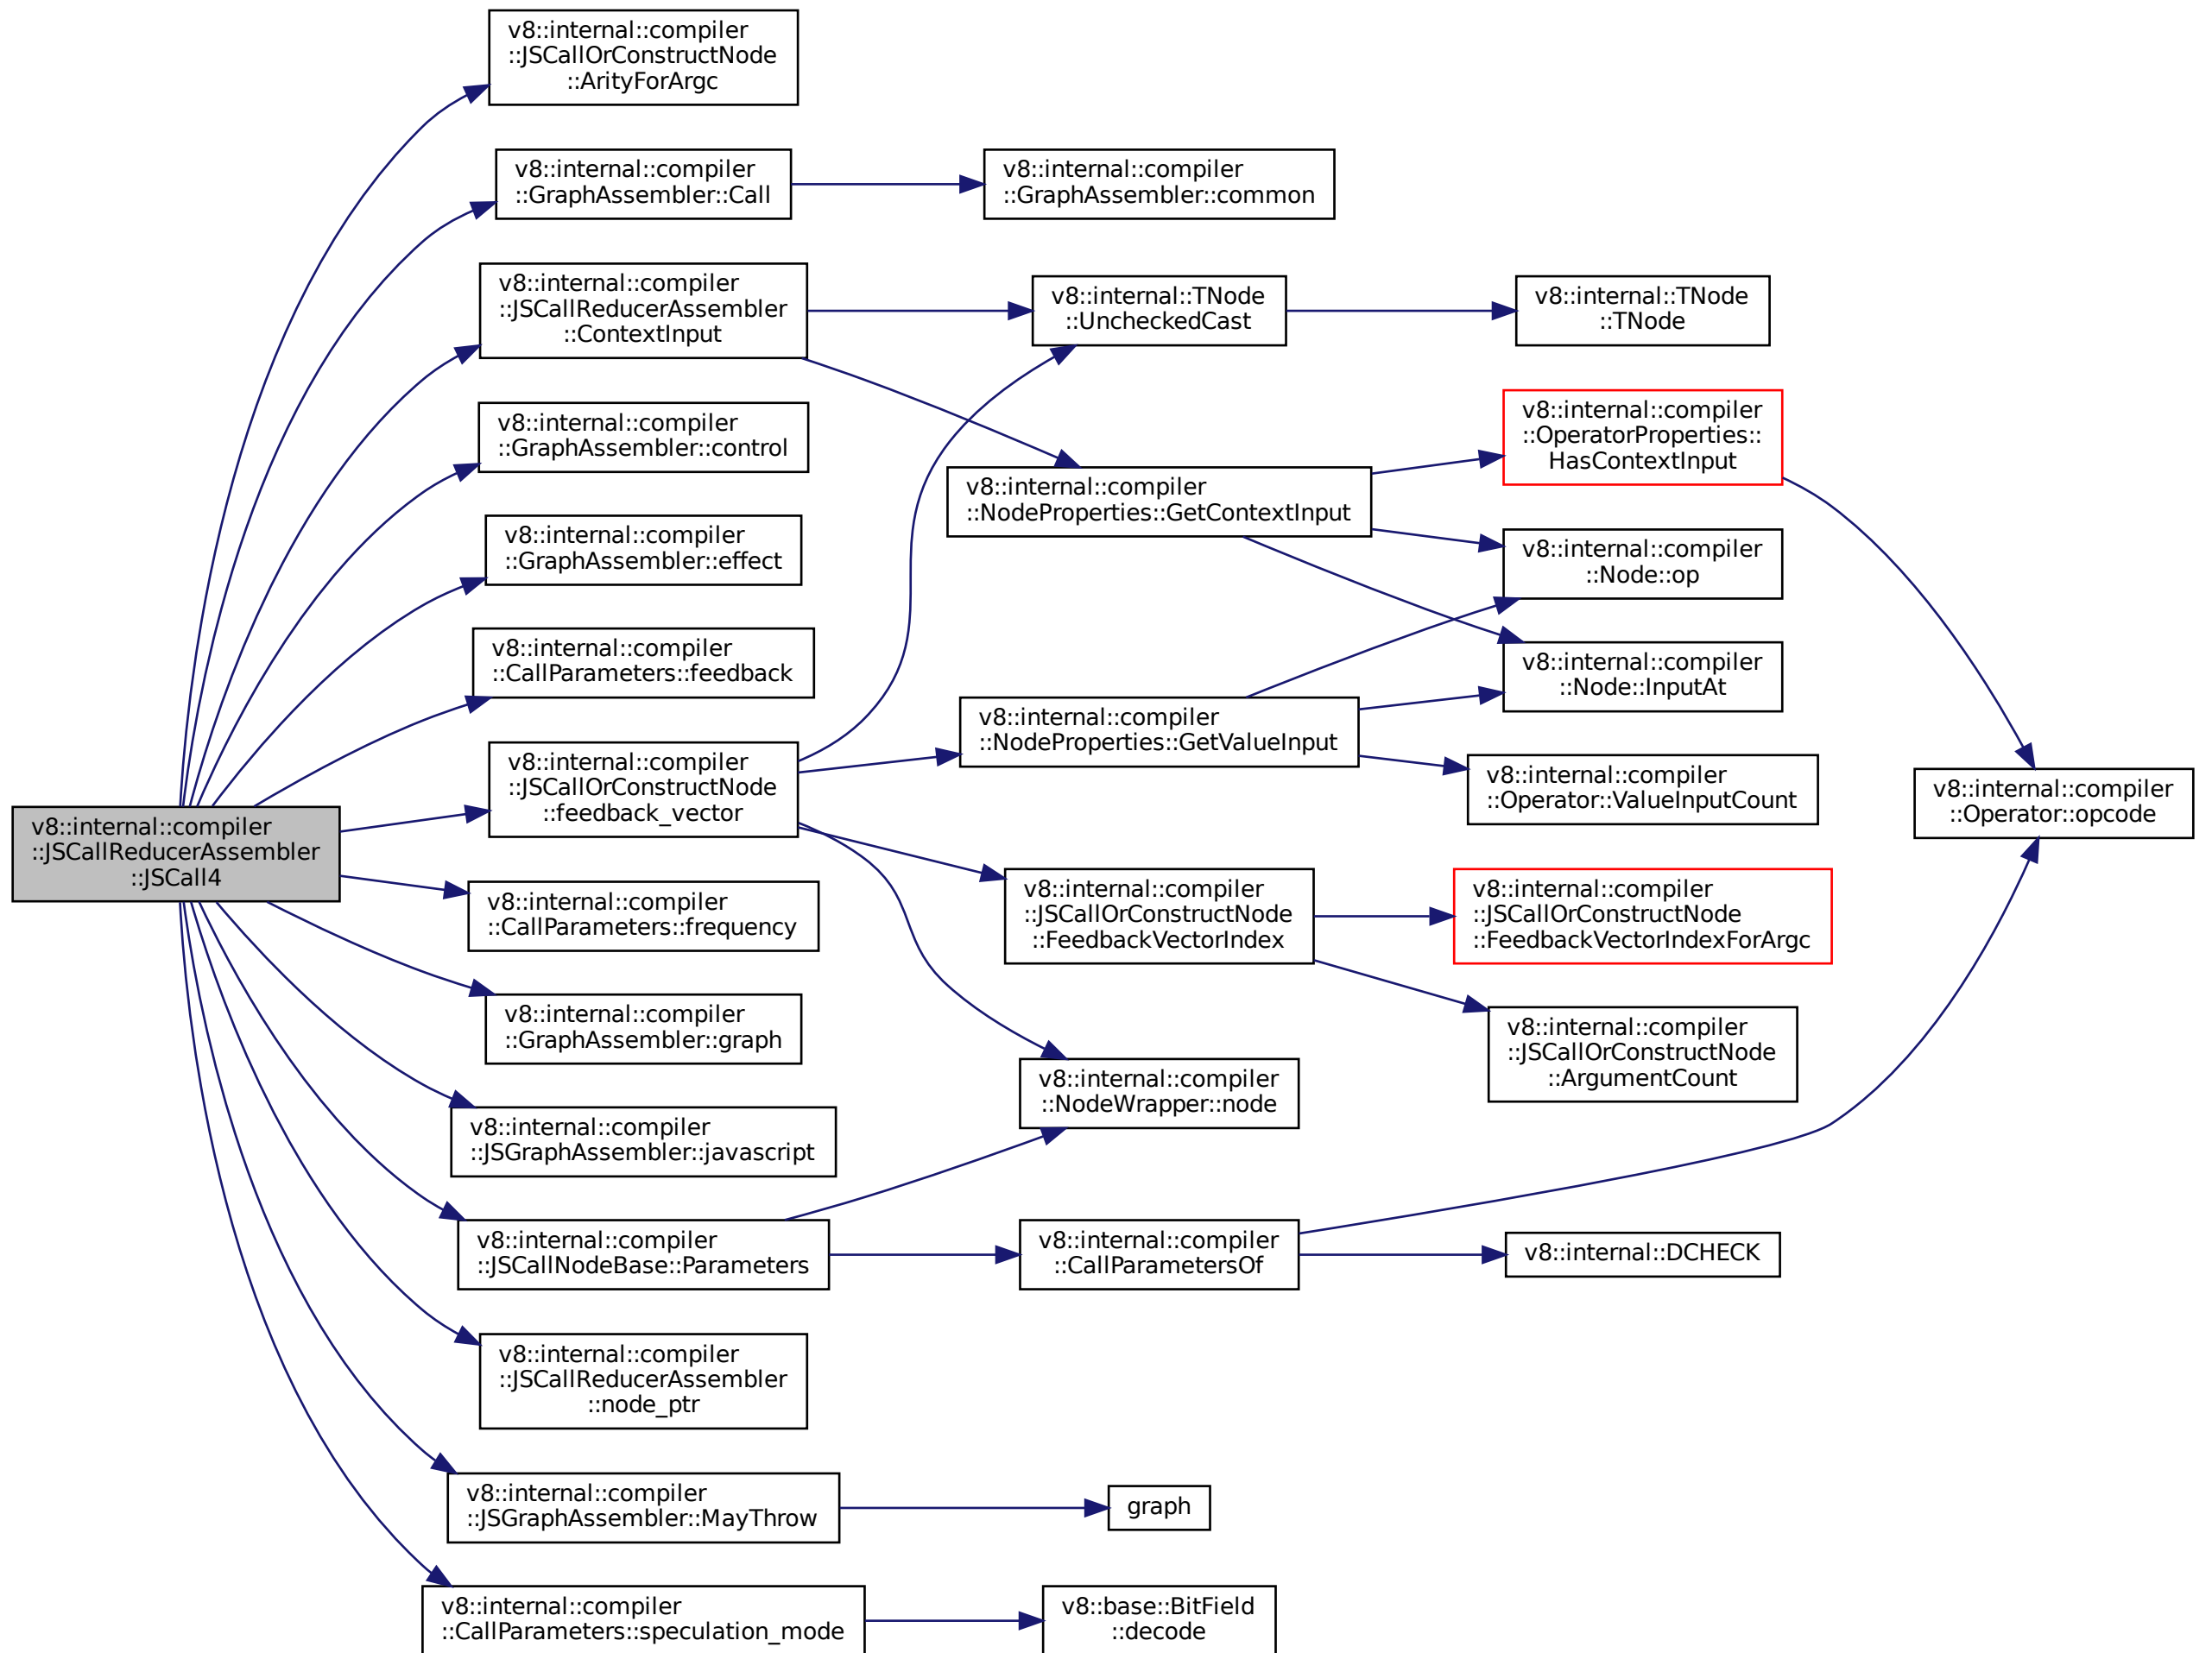 v8::internal::compiler
::JSCallReducerAssembler
::JSCall4
v8::internal::compiler
::JSCallOrConstructNode
::ArityForArgc
v8::internal::compiler
::GraphAssembler::Call
v8::internal::compiler
::GraphAssembler::common
v8::internal::compiler
::JSCallReducerAssembler
::ContextInput
v8::internal::TNode
::UncheckedCast
v8::internal::TNode
::TNode
v8::internal::compiler
::NodeProperties::GetContextInput
v8::internal::compiler
::OperatorProperties::
HasContextInput
v8::internal::compiler
::Operator::opcode
v8::internal::compiler
::Node::op
v8::internal::compiler
::Node::InputAt
v8::internal::compiler
::GraphAssembler::control
v8::internal::compiler
::GraphAssembler::effect
v8::internal::compiler
::CallParameters::feedback
v8::internal::compiler
::JSCallOrConstructNode
::feedback_vector
v8::internal::compiler
::NodeProperties::GetValueInput
v8::internal::compiler
::Operator::ValueInputCount
v8::internal::compiler
::JSCallOrConstructNode
::FeedbackVectorIndex
v8::internal::compiler
::JSCallOrConstructNode
::FeedbackVectorIndexForArgc
v8::internal::compiler
::JSCallOrConstructNode
::ArgumentCount
v8::internal::compiler
::NodeWrapper::node
v8::internal::compiler
::CallParameters::frequency
v8::internal::compiler
::GraphAssembler::graph
v8::internal::compiler
::JSGraphAssembler::javascript
v8::internal::compiler
::JSCallNodeBase::Parameters
v8::internal::compiler
::CallParametersOf
v8::internal::DCHECK
v8::internal::compiler
::JSCallReducerAssembler
::node_ptr
v8::internal::compiler
::JSGraphAssembler::MayThrow
graph
v8::internal::compiler
::CallParameters::speculation_mode
v8::base::BitField
::decode